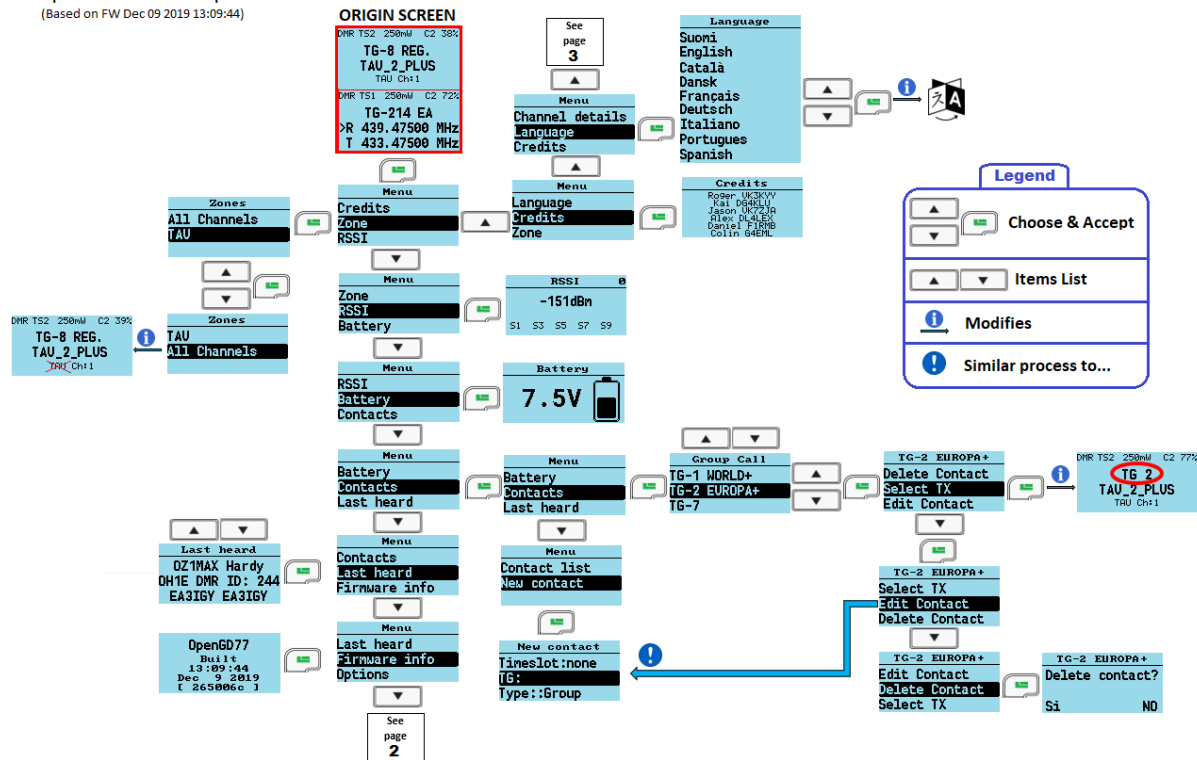 (Based on FW Dec 09 2019 13:09:44)
ORIGIN SCREEN
DMR TS2 250mW C2 38%
TG-8 REG.
TAU_2_PLUS
TAU Ch:1
DMR TS1 250mW C2 72%
TG-214 EA
>R 439.47500 MHz
T 433.47500 MHz
See
page
3
Menu
Channel details
Language
Credits
Language
Suomi
English
Català
Dansk
Français
Deutsch
Italiano
Portugues
Spanish
Menu
Language
Credits
Zone
Credits
Roger VK3KYY
Kai DG4KLU
Jason VK7ZJA
Alex DL4LEX
Daniel F1RMB
Colin G4EML
Legend
Choose & Accept
Items List
Modifies
Similar process to...
Zones
All Channels
TAU
Menu
Credits
Zone
RSSI
Zones
TAU
All Channels
DMR TS2 250mW C2 39%
TG-8 REG.
TAU_2_PLUS
TAU Ch:1
Menu
Zone
RSSI
Battery
RSSI 0
-151dBm
S1 S3 S5 S7 S9
Menu
RSSI
Battery
Contacts
Battery
7.5V
Menu
Battery
Contacts
Last heard
Menu
Battery
Contacts
Last heard
Group Call
TG-1 WORLD+
TG-2 EUROPA+
TG-7
TG-2 EUROPA+
Delete Contact
Select TX
Edit Contact
DMR TS2 250mW C2 77%
TG 2
TAU_2_PLUS
TAU Ch:1
Last heard
OZ1MAX Hardy
OH1E DMR ID: 244
EA3IGY EA3IGY
Menu
Contacts
Last heard
Firmware info
Menu
Contact list
New contact
TG-2 EUROPA+
Select TX
Edit Contact
Delete Contact
OpenGD77
Built
13:09:44
Dec 9 2019
[ 265006c ]
Menu
Last heard
Firmware info
Options
New contact
Timeslot:none
TG:
Type::Group
TG-2 EUROPA+
Edit Contact
Delete Contact
Select TX
TG-2 EUROPA+
Delete contact?
Si NO
See
page
2